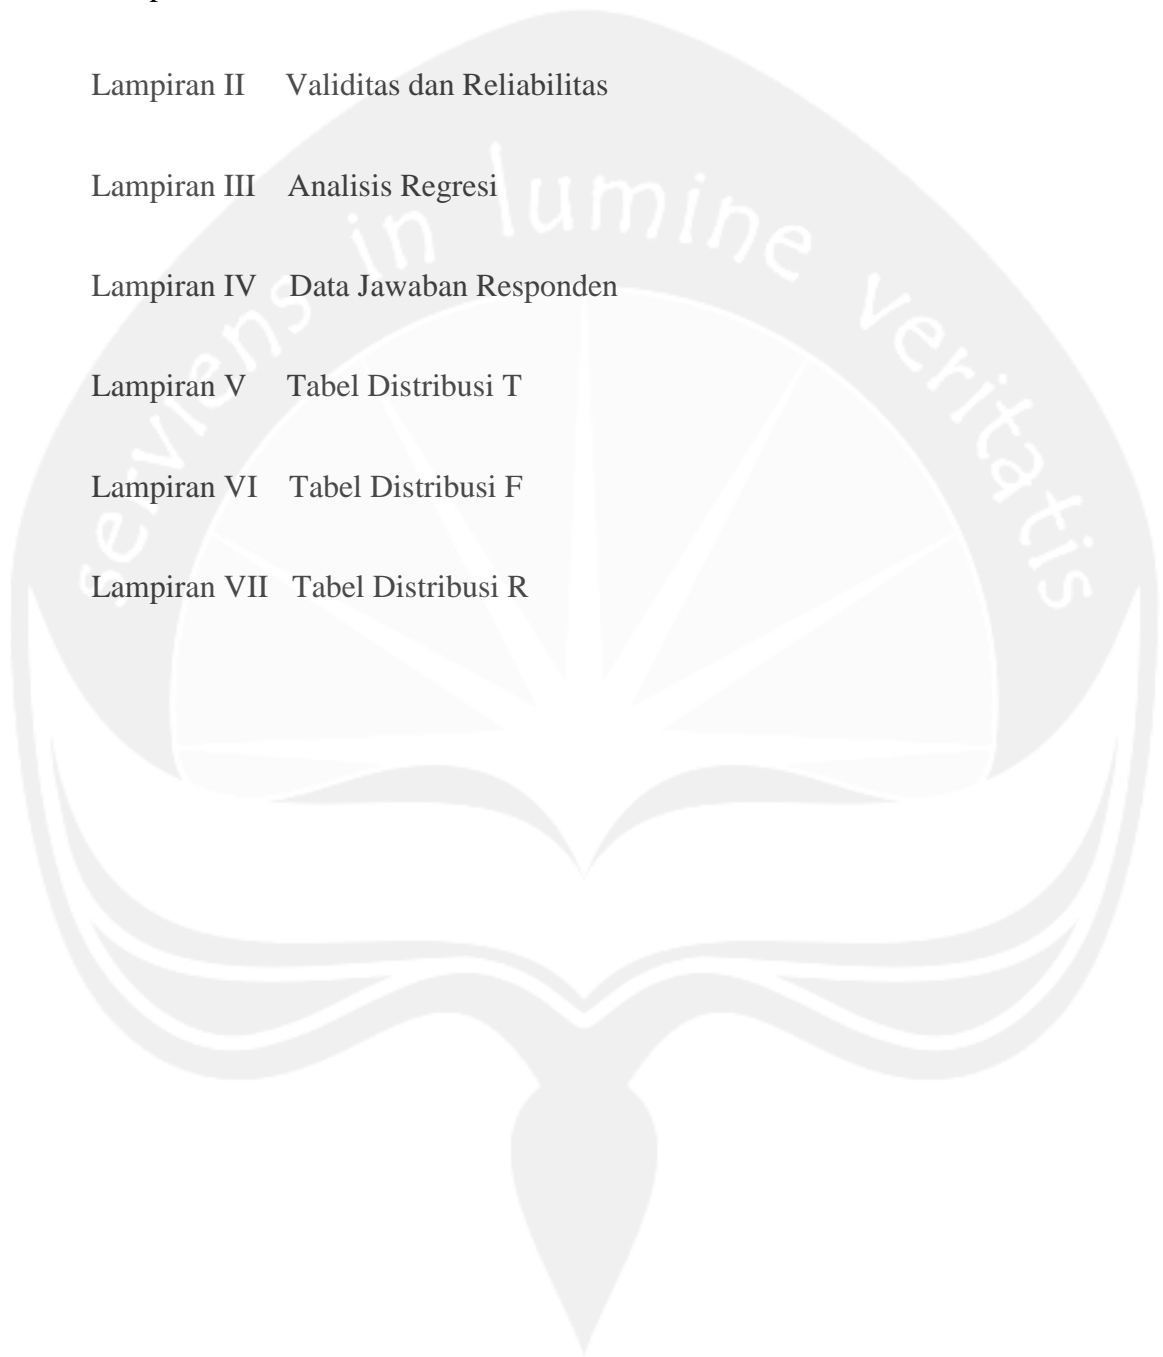 Lampiran II Validitas dan Reliabilitas
Lampiran III Analisis Regresi
Lampiran IV Data Jawaban Responden
Lampiran V Tabel Distribusi T
Lampiran VI Tabel Distribusi F
Lampiran VII Tabel Distribusi R
serviens in lumine veritatis